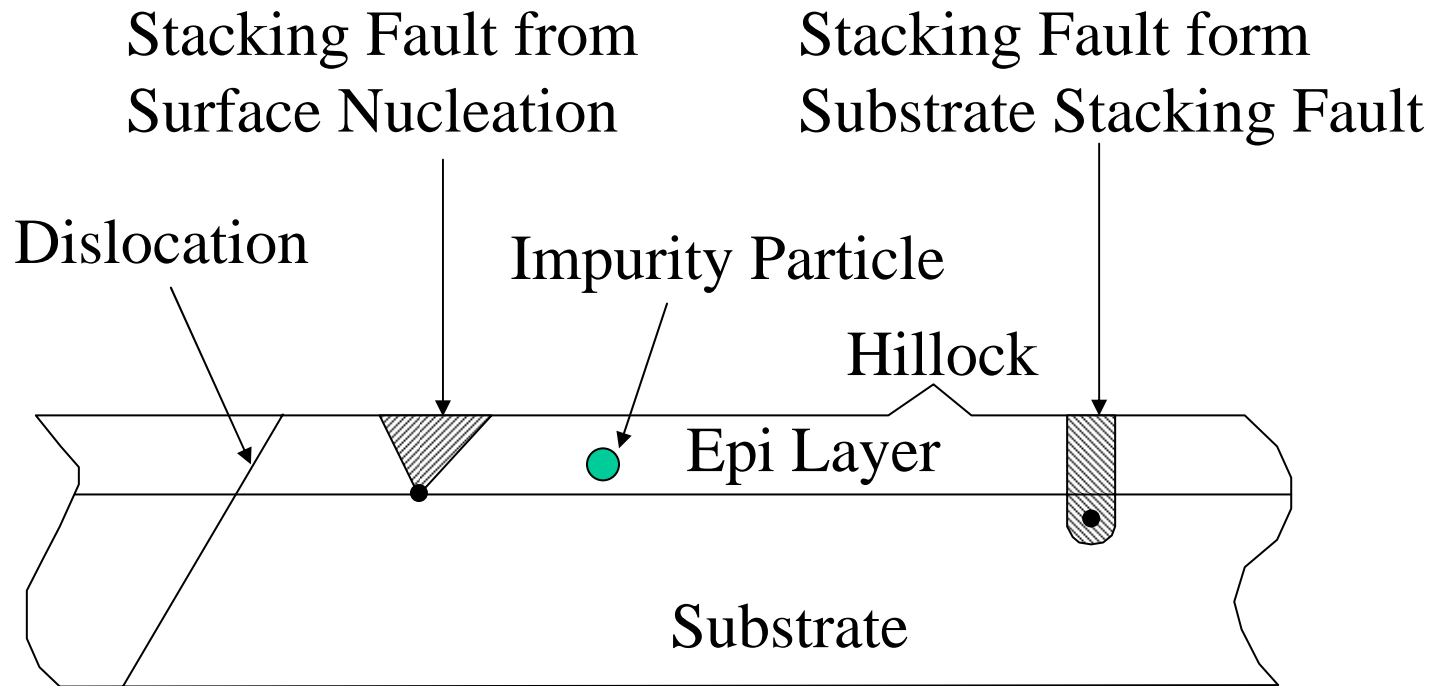 Stacking Fault from
Surface Nucleation
Stacking Fault form
Substrate Stacking Fault
Dislocation
Impurity Particle
Hillock
Epi Layer
Substrate